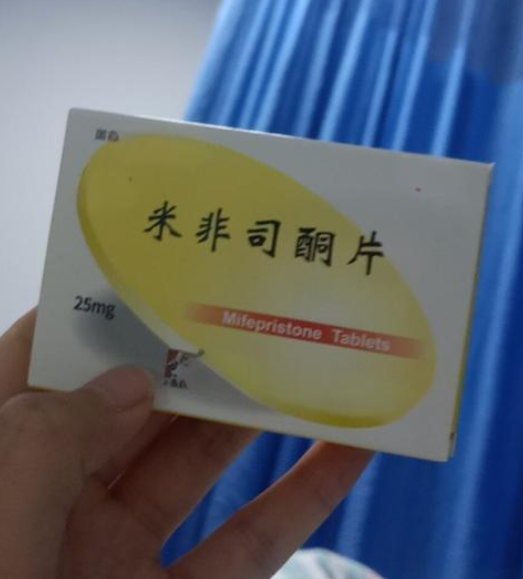 米非司酮片
25mg
Mifepristone Tablets